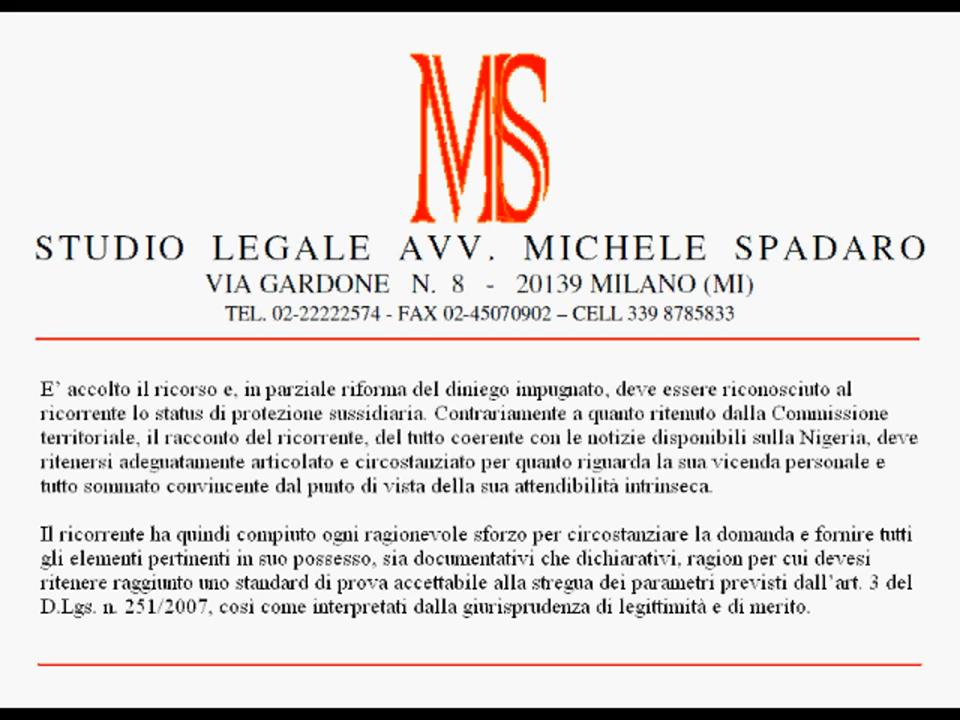 MS
STUDIO LEGALE AVV. MICHELE SPADARO
VIA GARDONE N. 8 - 20139 MILANO (MI)
TEL. 02-22222574 - FAX 02-45070902 – CELL 339 8785833
E' accolto il ricorso e, in parziale riforma del diniego impugnato, deve essere riconosciuto al
ricorrente lo status di protezione sussidiaria. Contrariamente a quanto ritenuto dalla Commissione
territoriale, il racconto del ricorrente, del tutto coerente con le notizie disponibili sulla Nigeria, deve
ritenersi adeguatamente articolato e circostanziato per quanto riguarda la sua vicenda personale e
tutto sommato convincente dal punto di vista della sua attendibilità intrinseca.
Il ricorrente ha quindi compiuto ogni ragionevole sforzo per circostanziare la domanda e fornire tutti
gli elementi pertinenti in suo possesso, sia documentativi che dichiarativi, ragion per cui devesi
ritenere raggiunto uno standard di prova accettabile alla stregua dei parametri previsti dall'art. 3 del
D.Lgs. n. 251/2007, così come interpretati dalla giurisprudenza di legittimità e di merito.